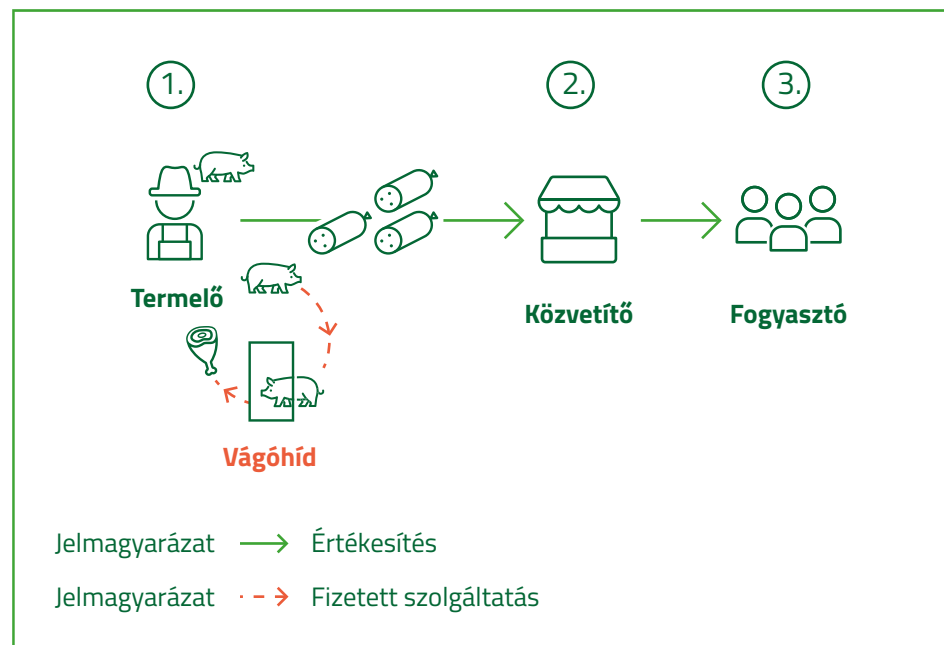 1.
2.
3.
Termelő
Közvetítő
Fogyasztó
Vágóhíd
Jelmagyarázat Értékesítés
Jelmagyarázat Fizetett szolgáltatás